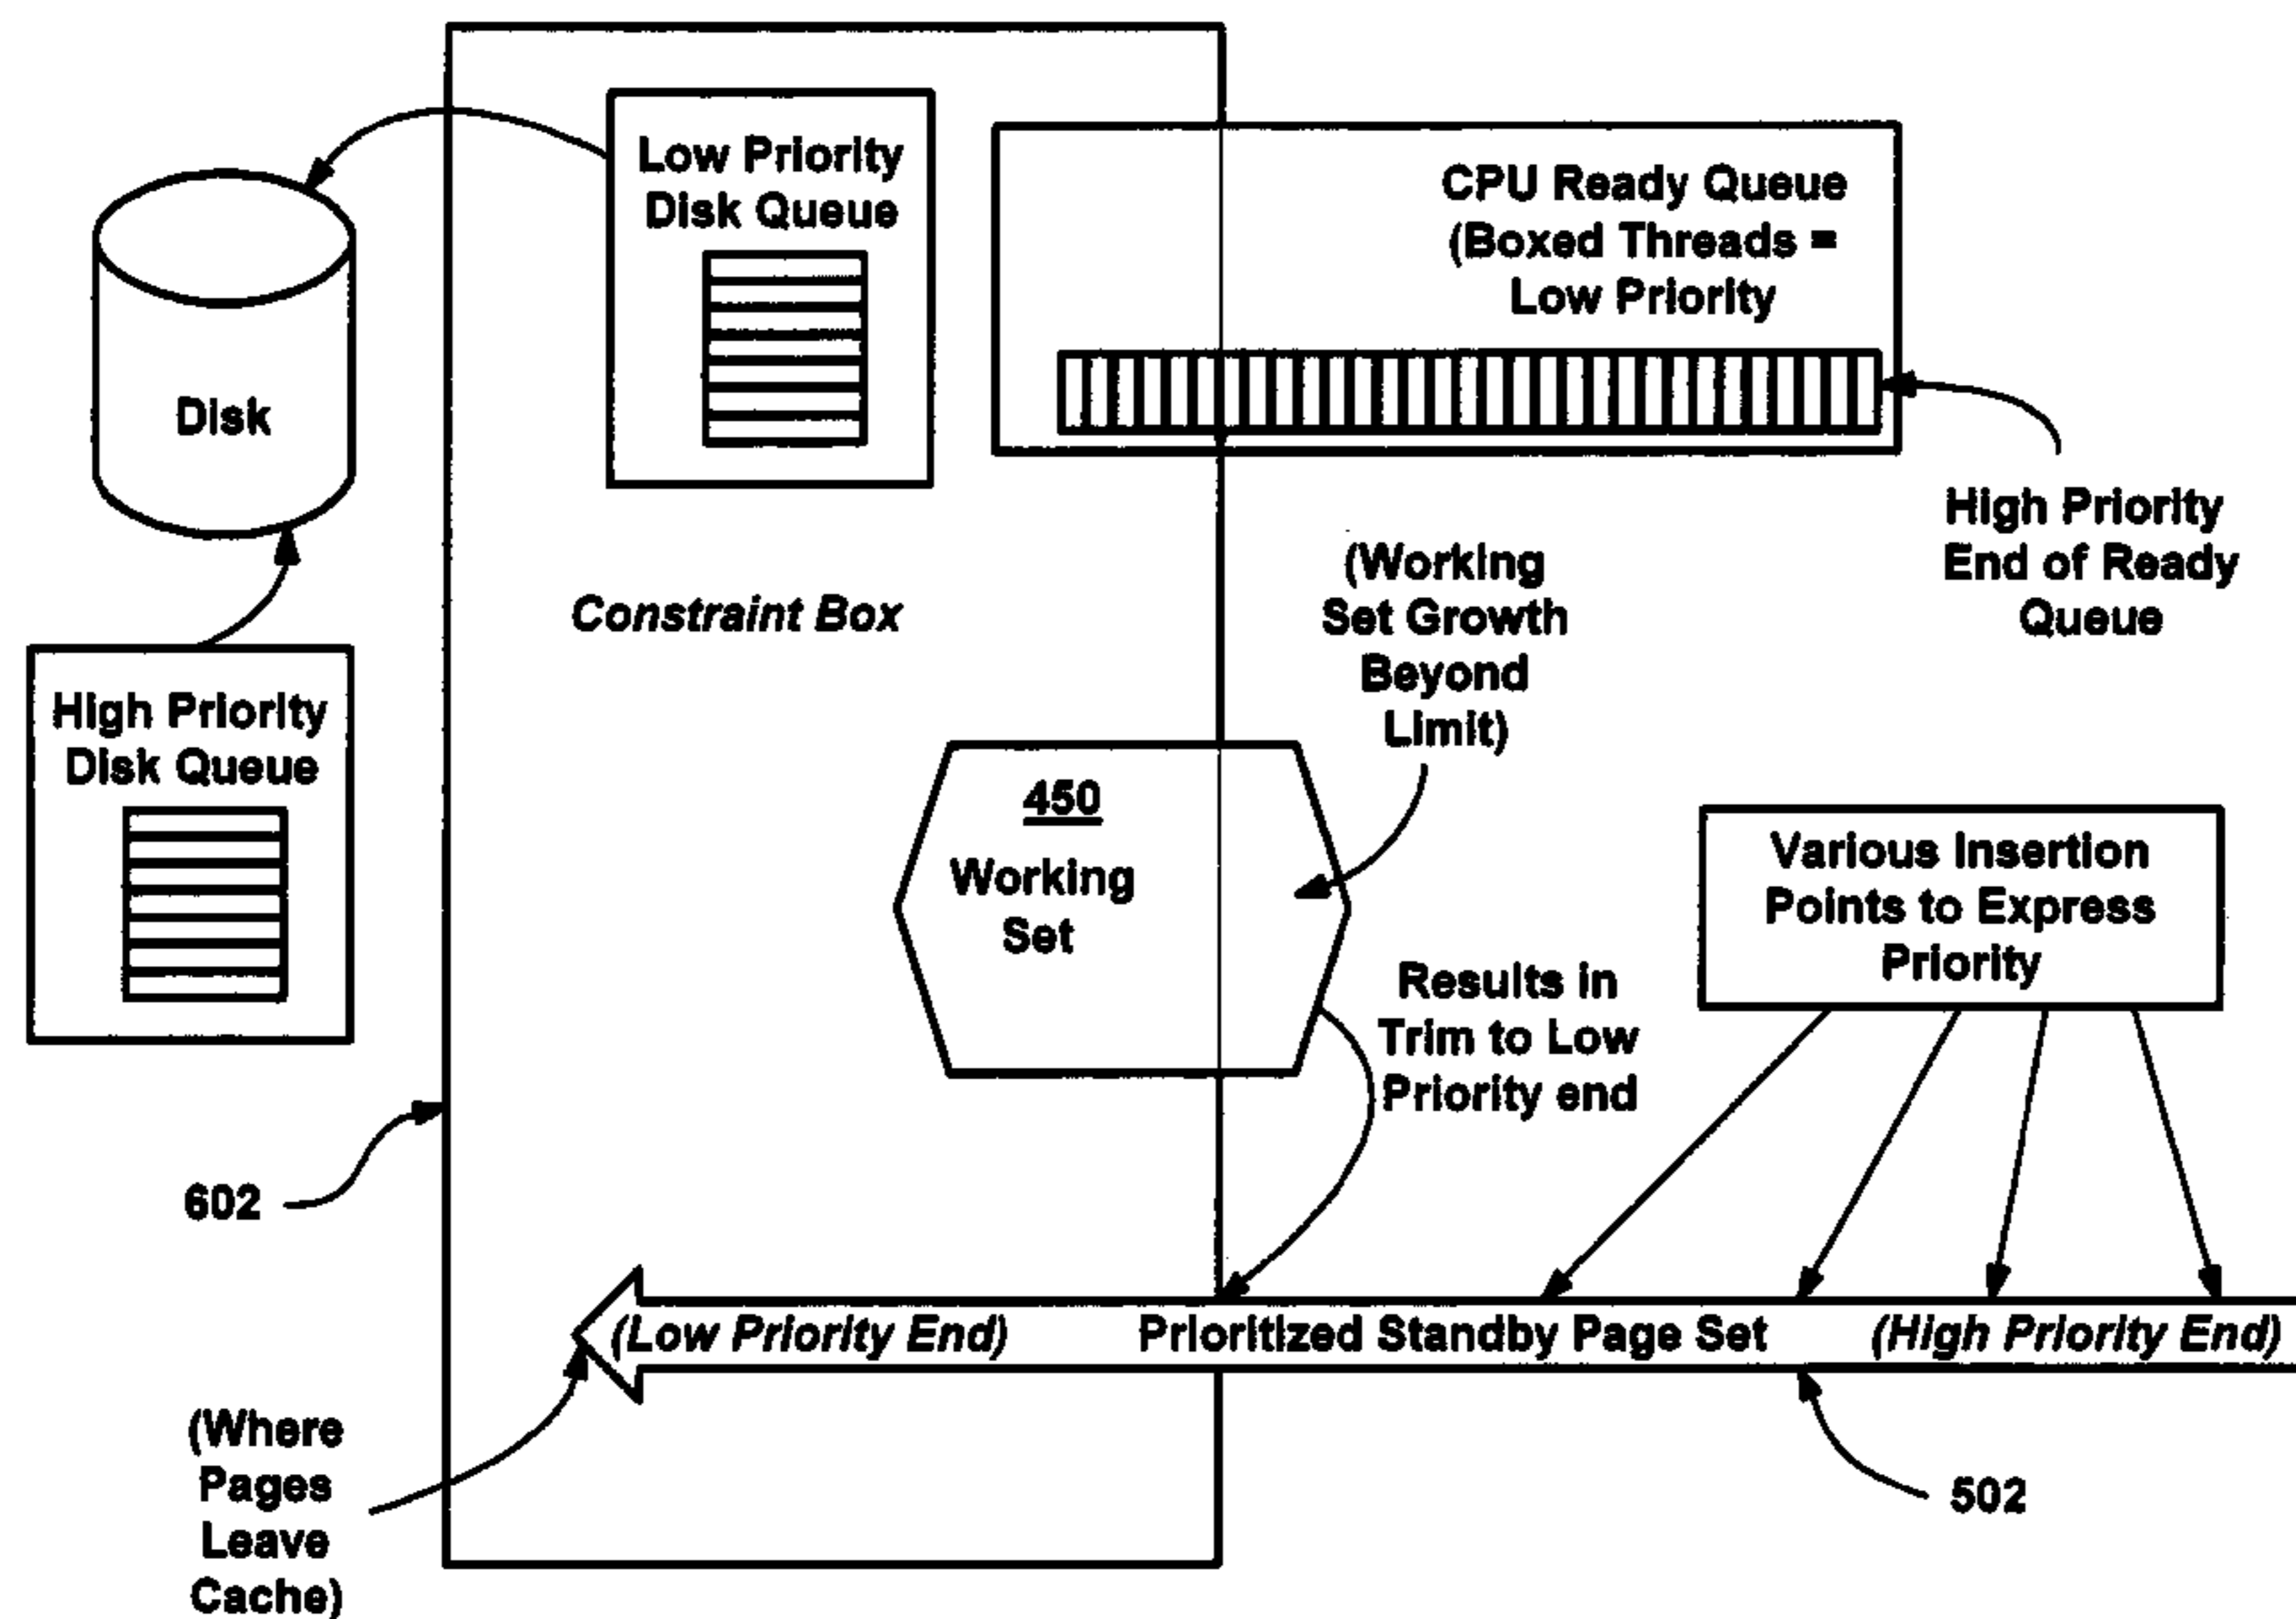 Low Priority
Disk Queue
CPU Ready Queue
(Boxed Threads =
Low Priority
Disk
High Priority
End of Ready
Queue
(Working
Set Growth
Beyond
Limit)
Constraint Box
High Priority
Disk Queue
450
Working
Set
Various Insertion
Points to Express
Priority
Results in
Trim to Low
Priority end
602
(Low Priority End)
Prioritized Standby Page Set
(High Priority End)
(Where
Pages
Leave
Cache)
502